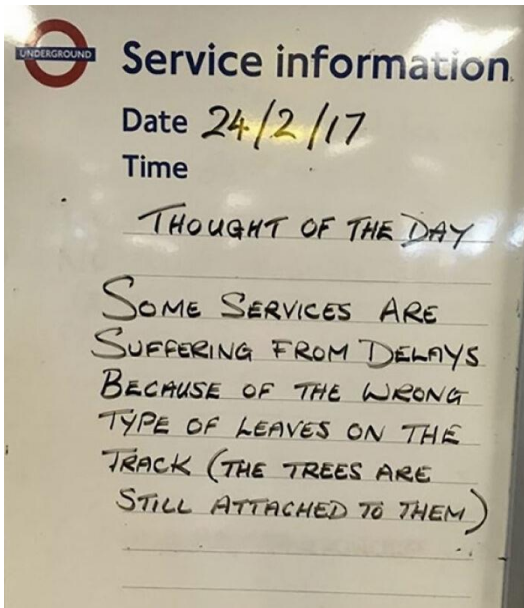 UNDERGROUND
Service information
Date 24/2/17
Time
THOUGHT OF THE DAY
SOME SERVICES ARE
SUFFERING FROM DELAYS
BECAUSE OF THE WRONG
TYPE OF LEAVES ON THE
TRACK (THE TREES ARE
STILL ATTACHED TO THEM)